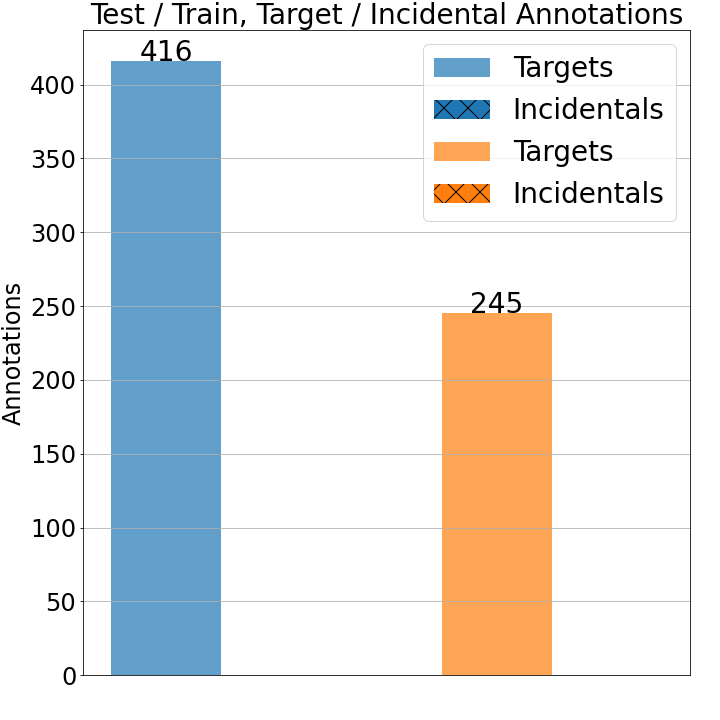 Test / Train, Target / Incidental Annotations
416
Targets
Incidentals
Targets
Incidentals
245
Annotations
400
350
300
250
200
150
100
50
0